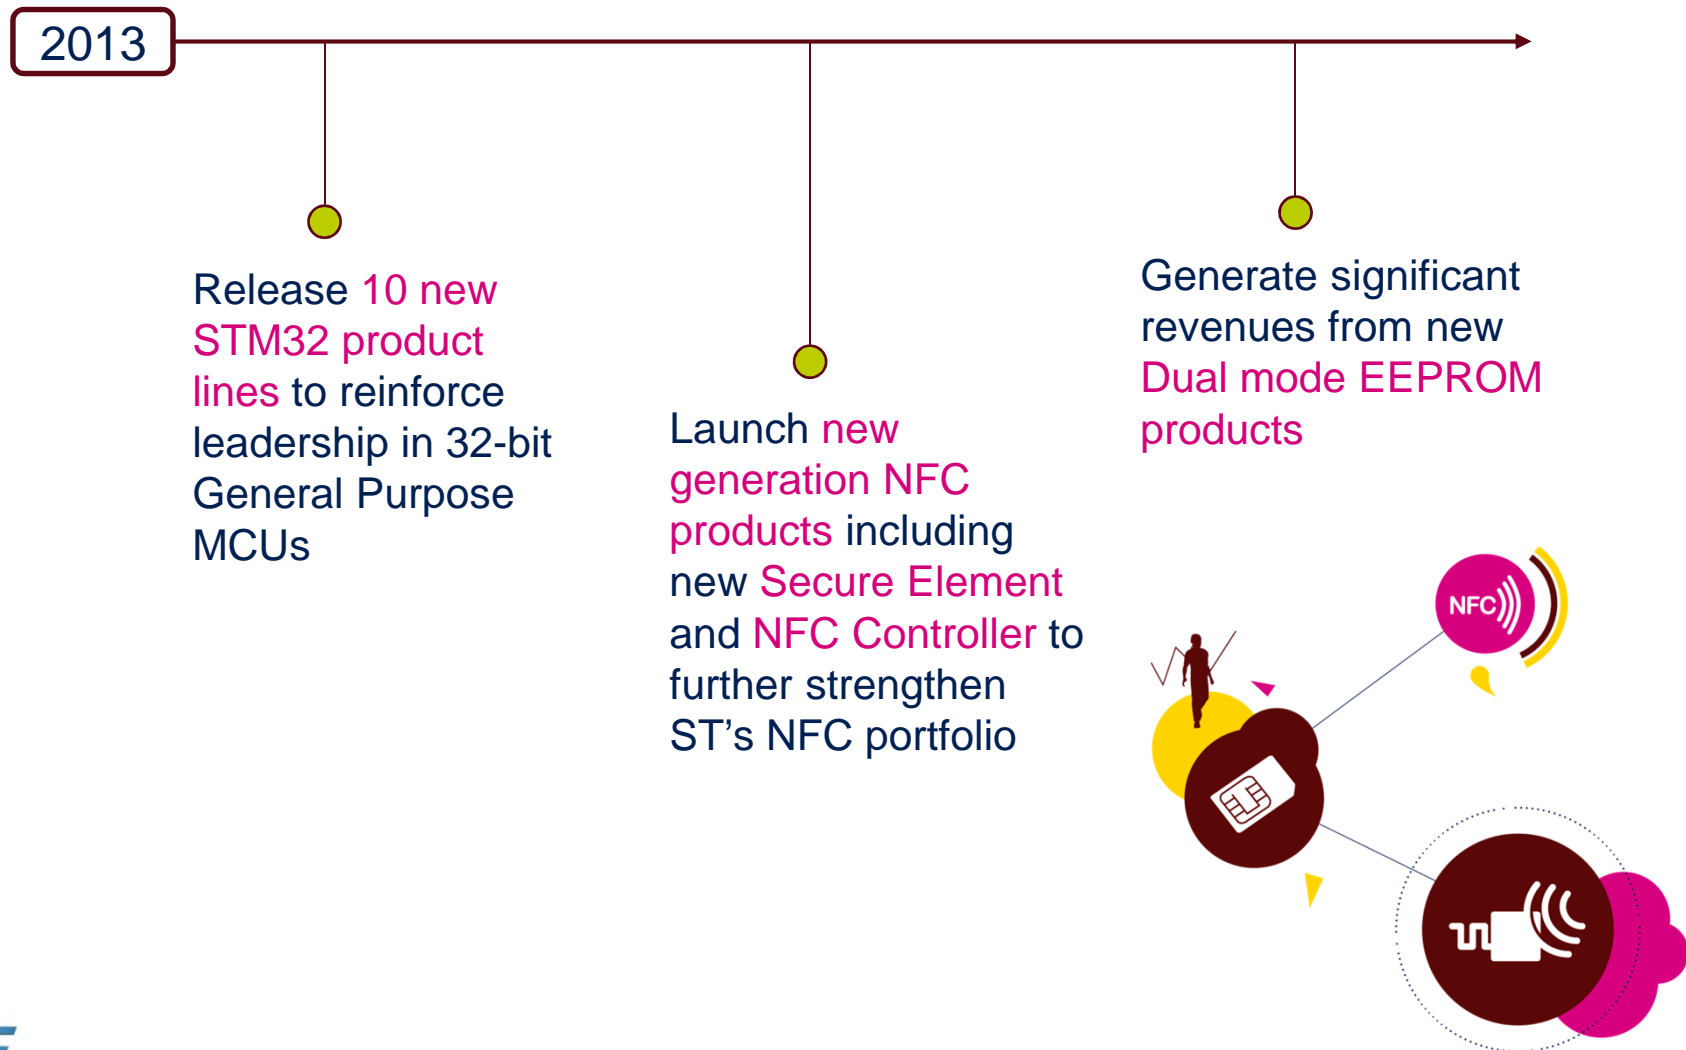 2013
Release 10 new
STM32 product
lines to reinforce
leadership in 32-bit
General Purpose
MCUs
Launch new
generation NFC
products including
new Secure Element
and NFC Controller to
further strengthen
ST’s NFC portfolio
Generate significant
revenues from new
Dual mode EEPROM
products
NFC